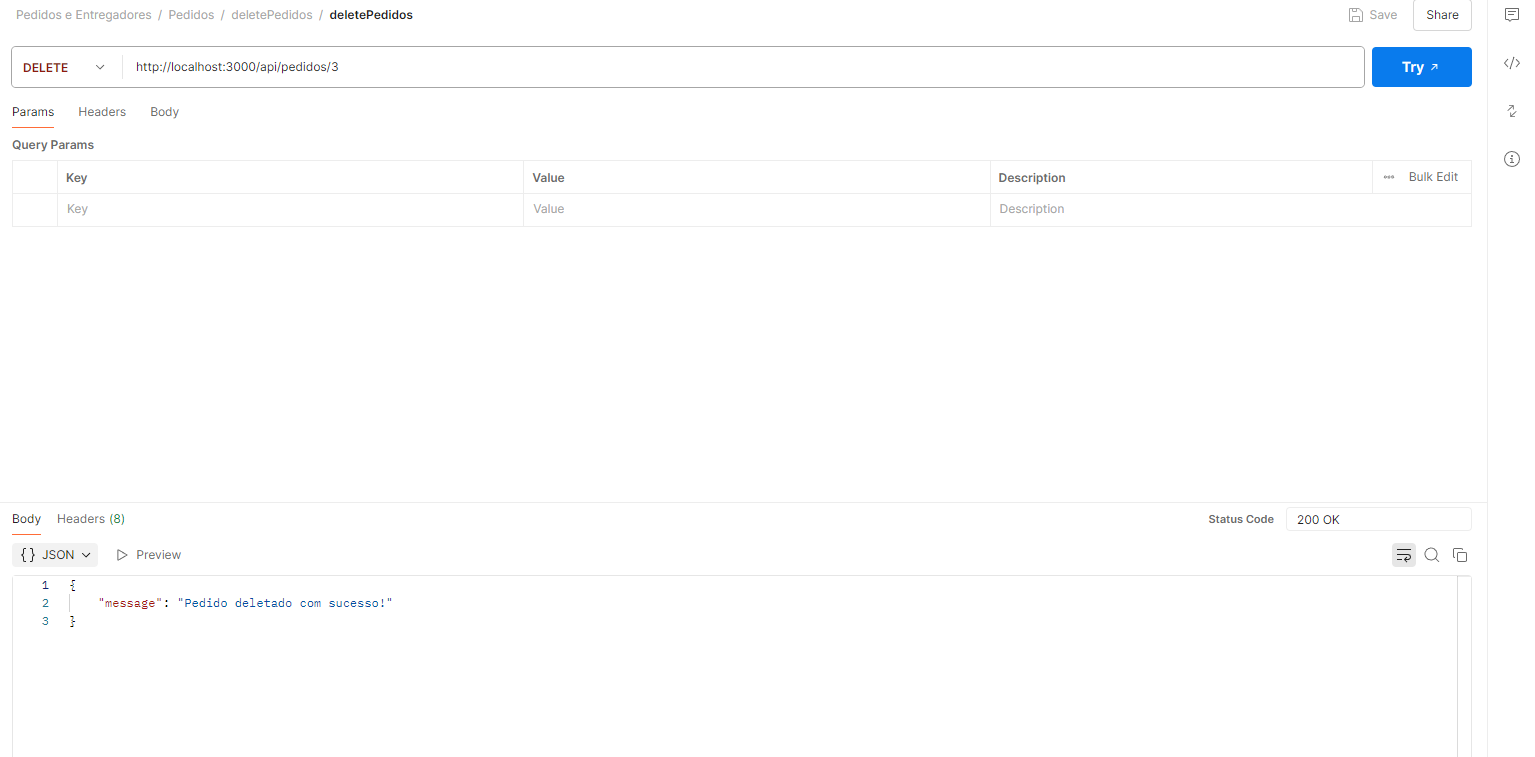 Pedidos e Entregadores / Pedidos / deletePedidos / deletePedidos
Save
Share
DELETE
http://localhost:3000/api/pedidos/3
Try
Params
Headers
Body
Query Params
Key
Value
Description
Bulk Edit
Key
Value
Description
Body
Headers (8)
Status Code
200 OK
{ } JSON
Preview
1 {
2 "message": "Pedido deletado com sucesso!"
3 }